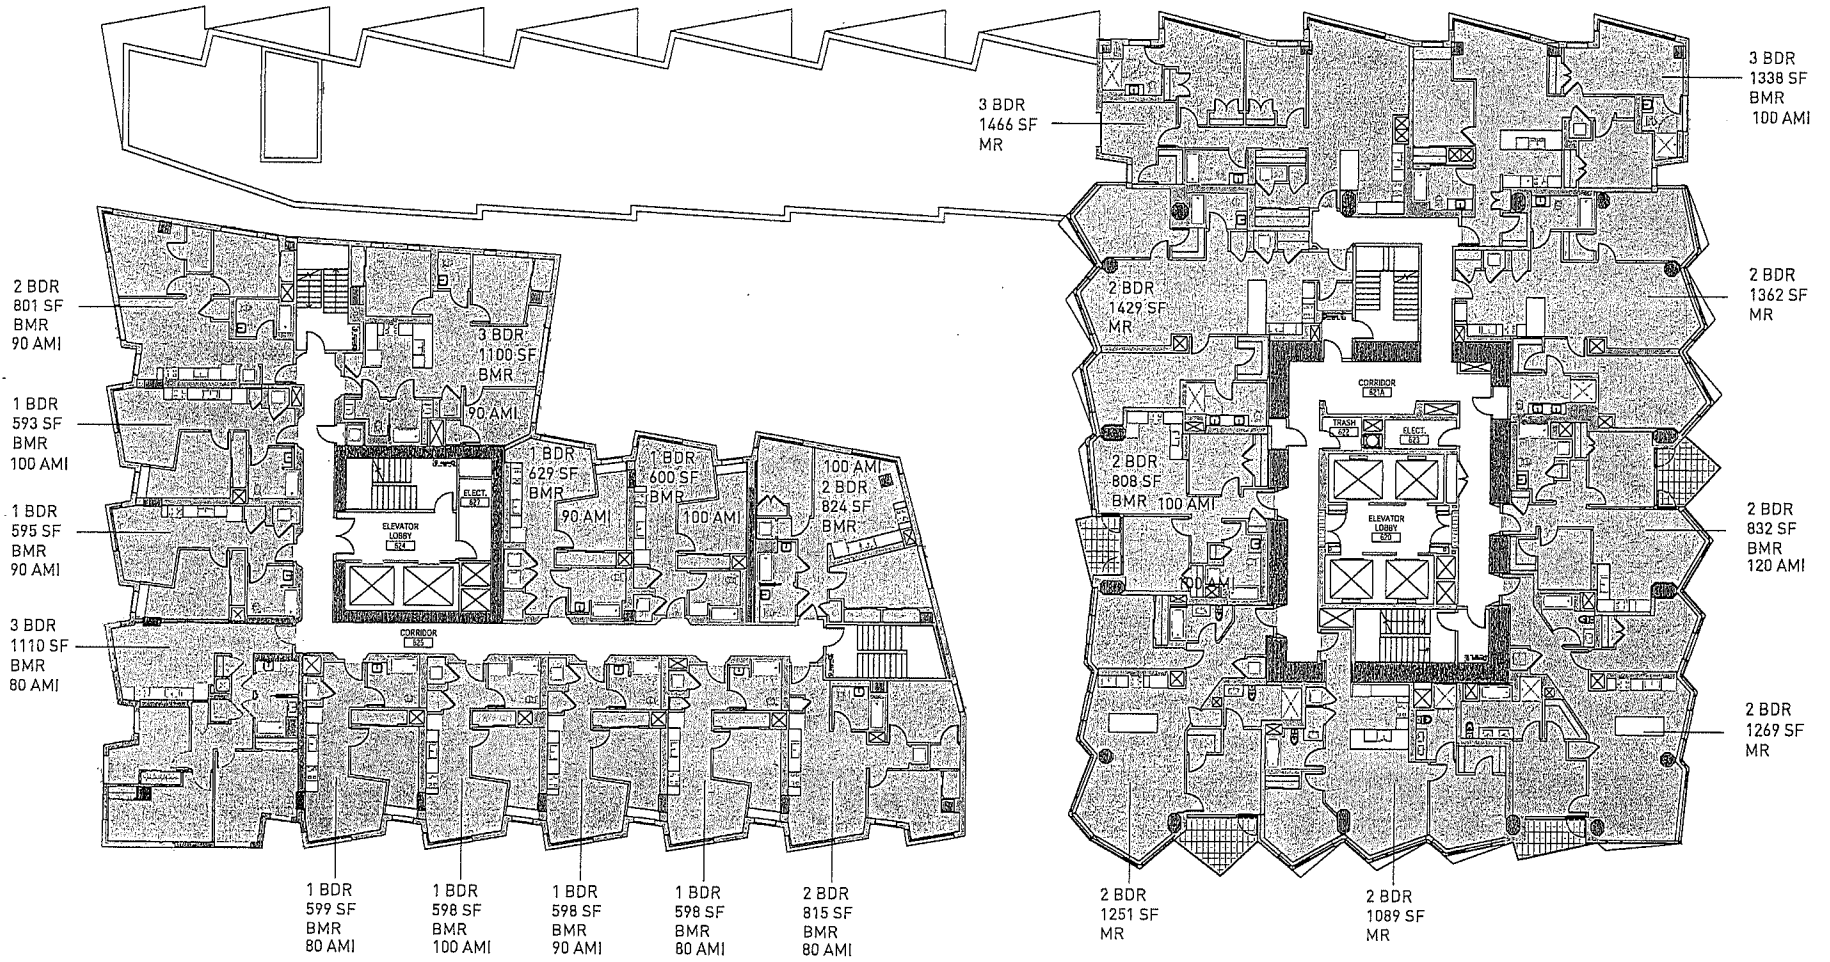 3 BDR
1466 SF
MR
3 BDR
1338 SF
BMR
100 AMI
2 BDR
801 SF
BMR
90 AMI
3 BDR
1100 SF
BMR
90 AMI
2 BDR
1429 SF
MR
2 BDR
1362 SF
MR
1 BDR
593 SF
BMR
100 AMI
1 BDR
595 SF
BMR
90 AMI
3 BDR
1110 SF
BMR
80 AMI
1 BDR
629 SF
BMR
90 AMI
1 BDR
600 SF
BMR
100 AMI
100 AMI
2 BDR
824 SF
BMR
ELECT.
627
ELEVATOR
LOBBY
624
CORRIDOR
625
CORRIDOR
621A
TRASH
622
ELECT.
623
ELEVATOR
LOBBY
620
2 BDR
808 SF
BMR
100 AMI
100 AMI
2 BDR
832 SF
BMR
120 AMI
2 BDR
1269 SF
MR
1 BDR
599 SF
BMR
80 AMI
1 BDR
598 SF
BMR
100 AMI
1 BDR
598 SF
BMR
90 AMI
1 BDR
598 SF
BMR
80 AMI
2 BDR
815 SF
BMR
80 AMI
2 BDR
1251 SF
MR
2 BDR
1089 SF
MR